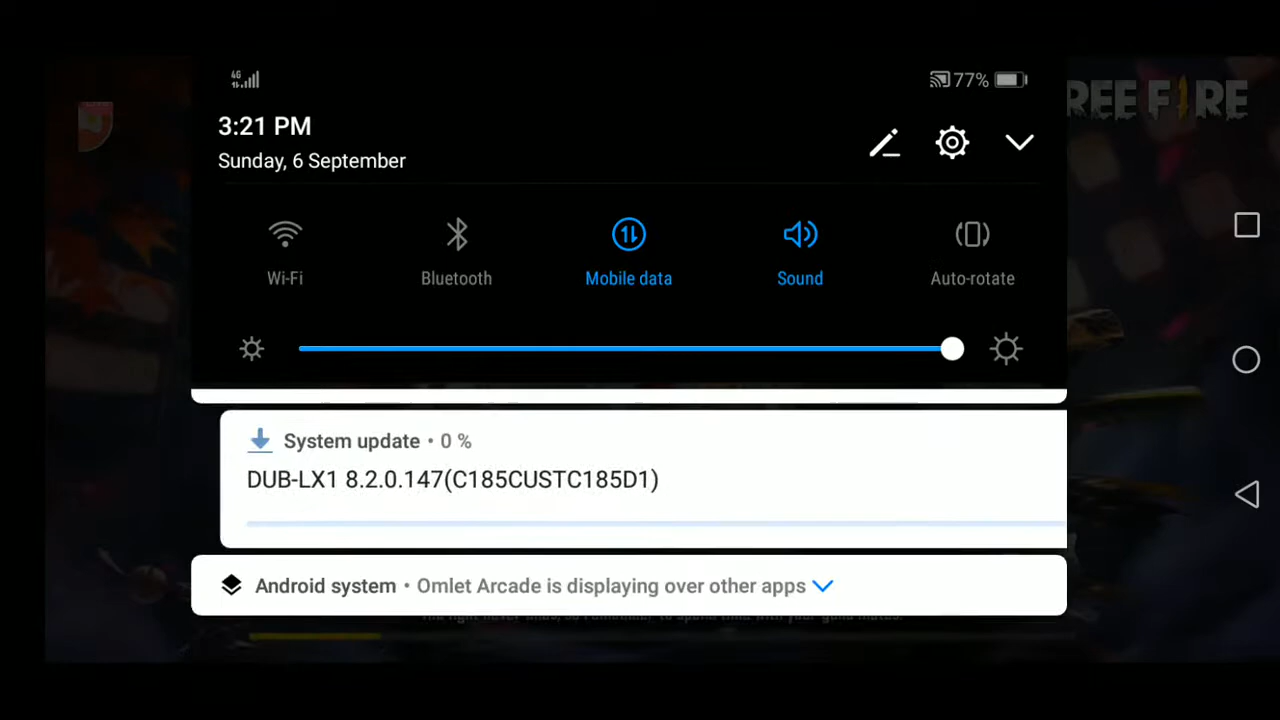 4G
77%
REE FIRE
3:21 PM
Sunday, 6 September
Wi-Fi
Bluetooth
Mobile data
Sound
Auto-rotate
System update • 0 %
DUB-LX1 8.2.0.147(C185CUSTC185D1)
Android system • Omlet Arcade is displaying over other apps